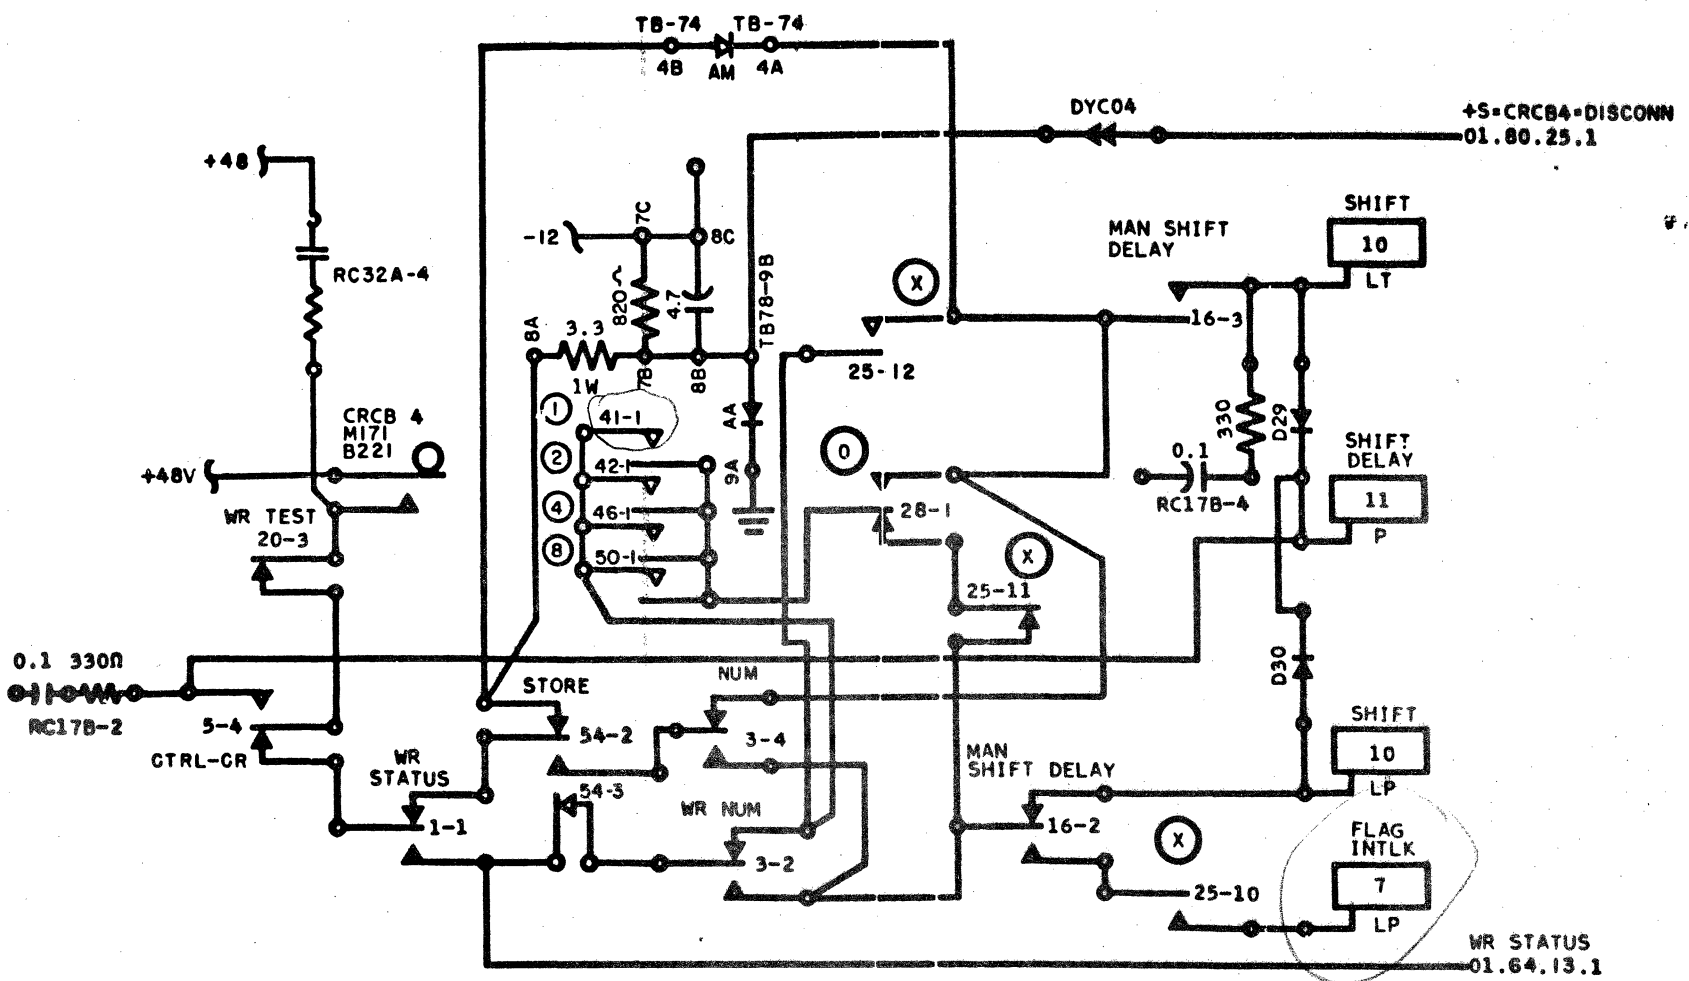 TB-74 TB-74
4B AM 4A
DYC04
+S=CRCB4=DISCONN
01.80.25.1
+48
RC32A-4
-12
7C
8C
820
4.7
TB78-9B
8A
3.3
1W
7B
8B
X
25-12
MAN SHIFT
DELAY
SHIFT
10
LT
16-3
CRCB 4
M171
B221
+48V
WR TEST
20-3
1
41-1
2
42-1
4
46-1
8
50-1
AA
9A
0
28-1
X
25-11
330
D29
0.1
RC17B-4
SHIFT
DELAY
11
P
0.1 330Ω
RC17B-2
5-4
CTRL-CR
WR
STATUS
1-1
STORE
54-2
54-3
NUM
3-4
WR NUM
3-2
D30
MAN
SHIFT DELAY
16-2
SHIFT
10
LP
X
25-10
FLAG
INTLK
7
LP
WR STATUS
01.64.13.1